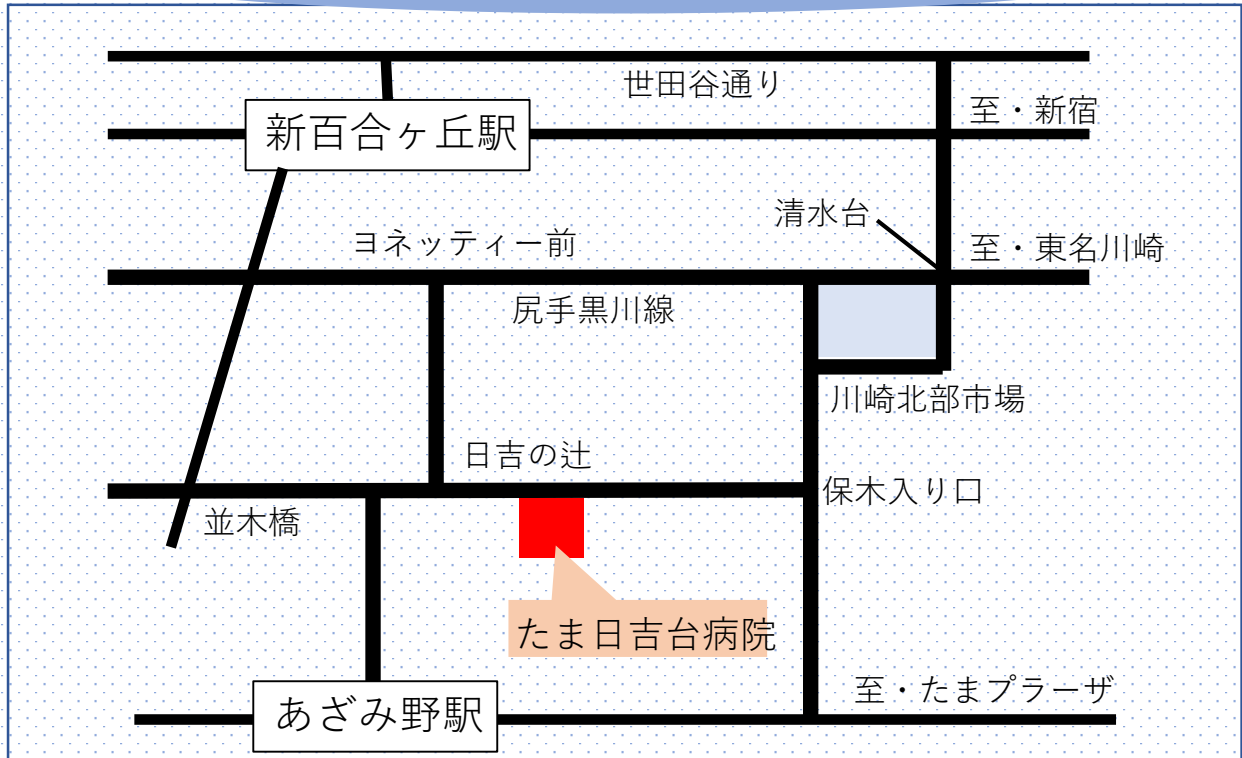 世田谷通り
至・新宿
新百合ヶ丘駅
清水台
ヨネッティー前
至・東名川崎
尻手黒川線
川崎北部市場
日吉の辻
保木入り口
並木橋
たま日吉台病院
至・たまプラーザ
あざみ野駅